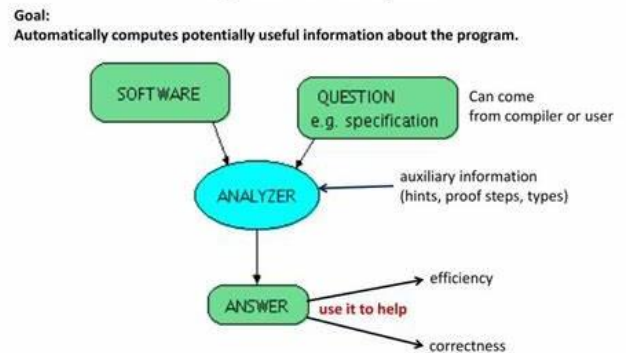 Goal:
Automatically computes potentially useful information about the program.
SOFTWARE
QUESTION
e.g. specification
Can come
from compiler or user
ANALYZER
auxiliary information
(hints, proof steps, types)
efficiency
ANSWER
use it to help
correctness